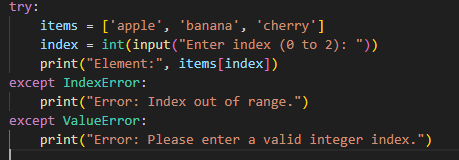 try:
    items = ['apple', 'banana', 'cherry']
    index = int(input("Enter index (0 to 2): "))
    print("Element:", items[index])
except IndexError:
    print("Error: Index out of range.")
except ValueError:
    print("Error: Please enter a valid integer index.")